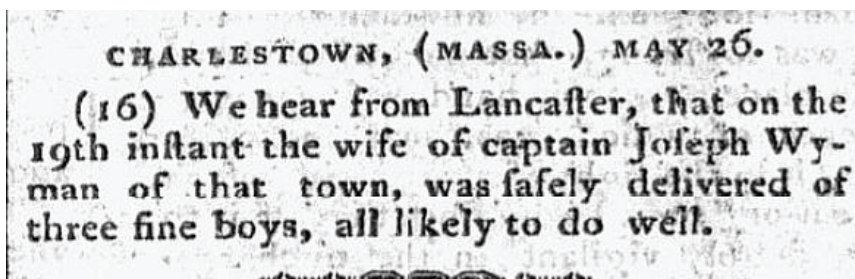 CHARLESTOWN, (MASSA.) MAY 26.
(16) We hear from Lancaſter, that on the
19th inſtant the wife of captain Joſeph Wy-
man of that town, was ſafely delivered of
three fine boys, all likely to do well.